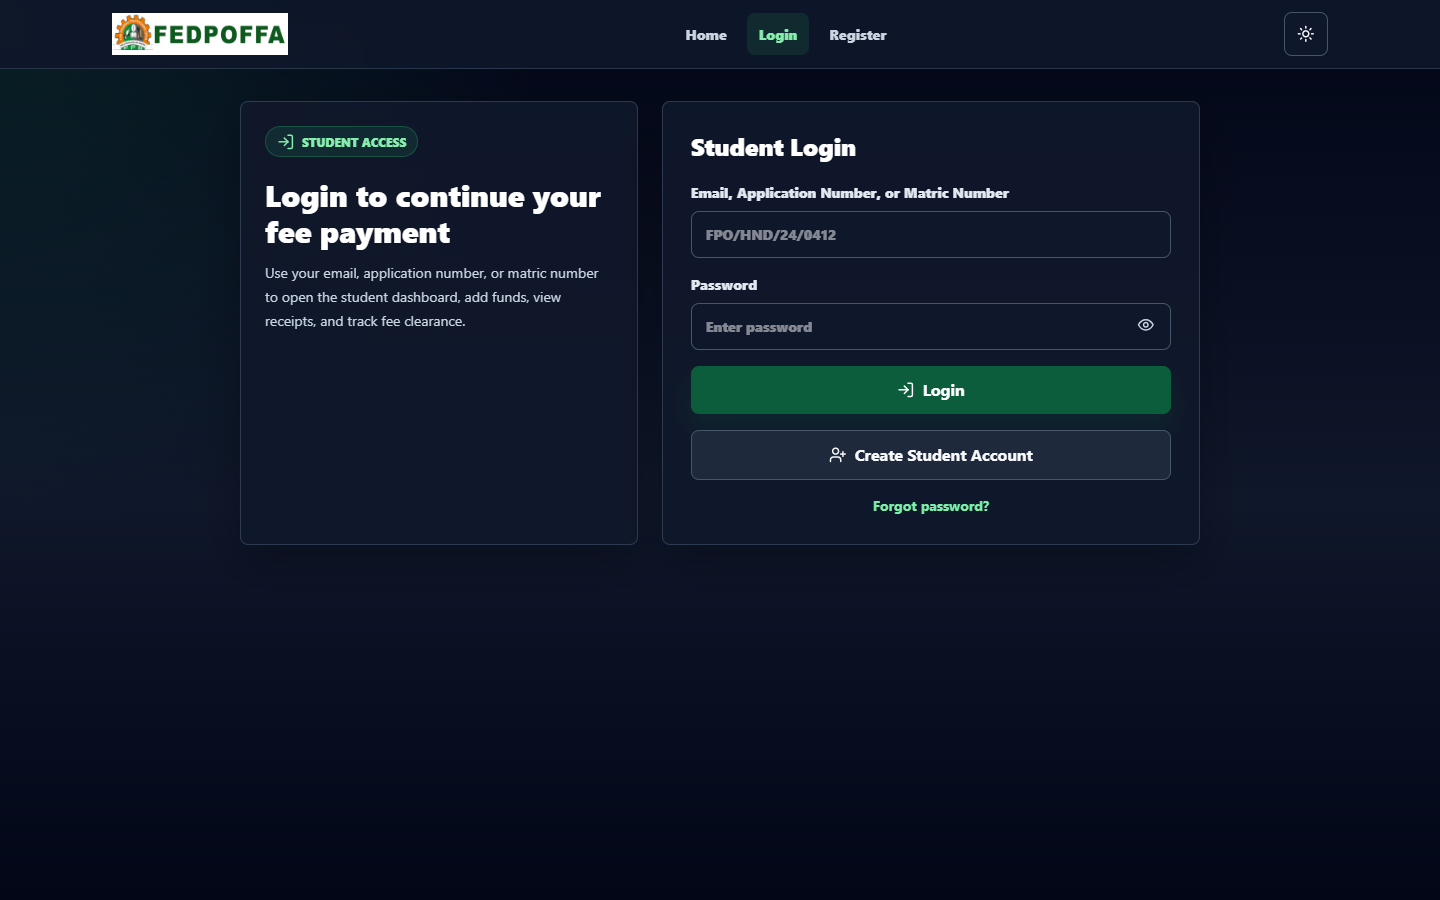 FEDPOFFA
Home
Login
Register
STUDENT ACCESS
Login to continue your
fee payment
Use your email, application number, or matric number
to open the student dashboard, add funds, view
receipts, and track fee clearance.
Student Login
Email, Application Number, or Matric Number
FPO/HND/24/0412
Password
Enter password
Login
Create Student Account
Forgot password?